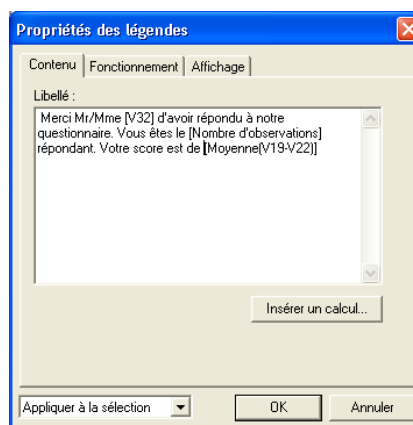 Propriétés des légendes
Contenu Fonctionnement Affichage
Libellé :
Merci Mr/Mme [V32] d'avoir répondu à notre
questionnaire. Vous êtes le [Nombre d'observations]
répondant. Votre score est de [Moyenne(V19-V22)]
Insérer un calcul...
Appliquer à la sélection OK Annuler